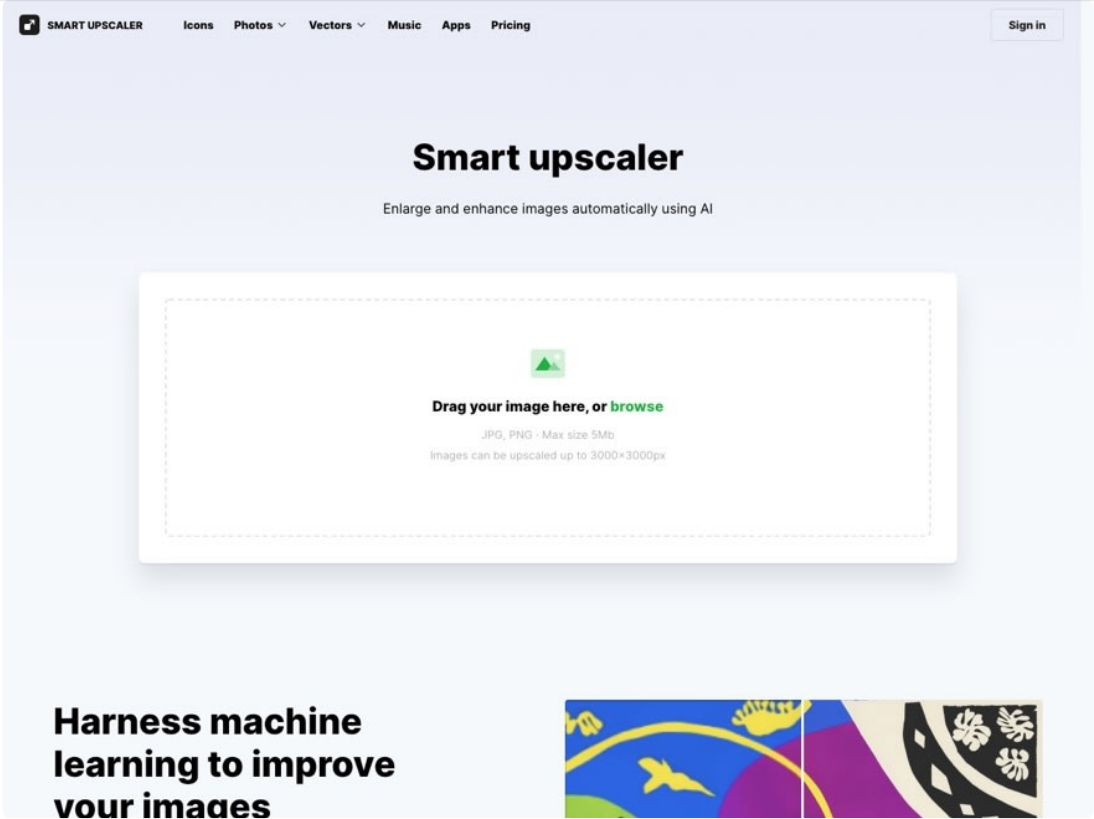 SMART UPSCALER Icons Photos Vectors Music Apps Pricing Sign in
Smart upscaler
Enlarge and enhance images automatically using AI
Drag your image here, or browse
JPG, PNG · Max size 5Mb
Images can be upscaled up to 3000×3000px
Harness machine
learning to improve
your images